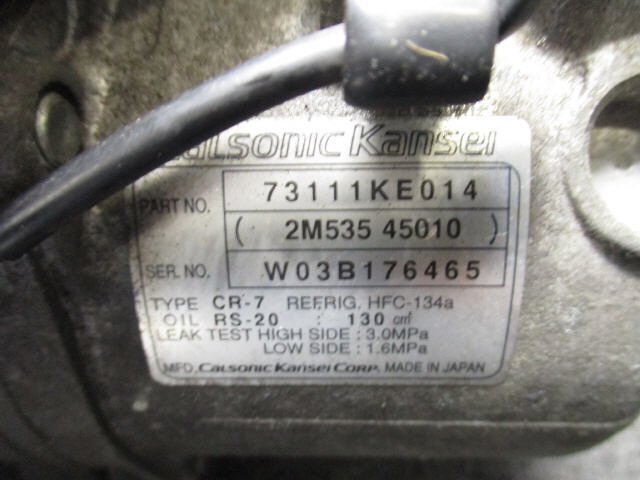 Calsonic Kansei
PART NO. 73111KE014
( 2M535 45010 )
SER. NO. W03B176465
TYPE CR-7 REFRIG. HFC-134a
OIL RS-20 : 130 cm³
LEAK TEST HIGH SIDE : 3.0MPa
LOW SIDE : 1.6MPa
MFD. CALSONIC KANSEI CORP. MADE IN JAPAN